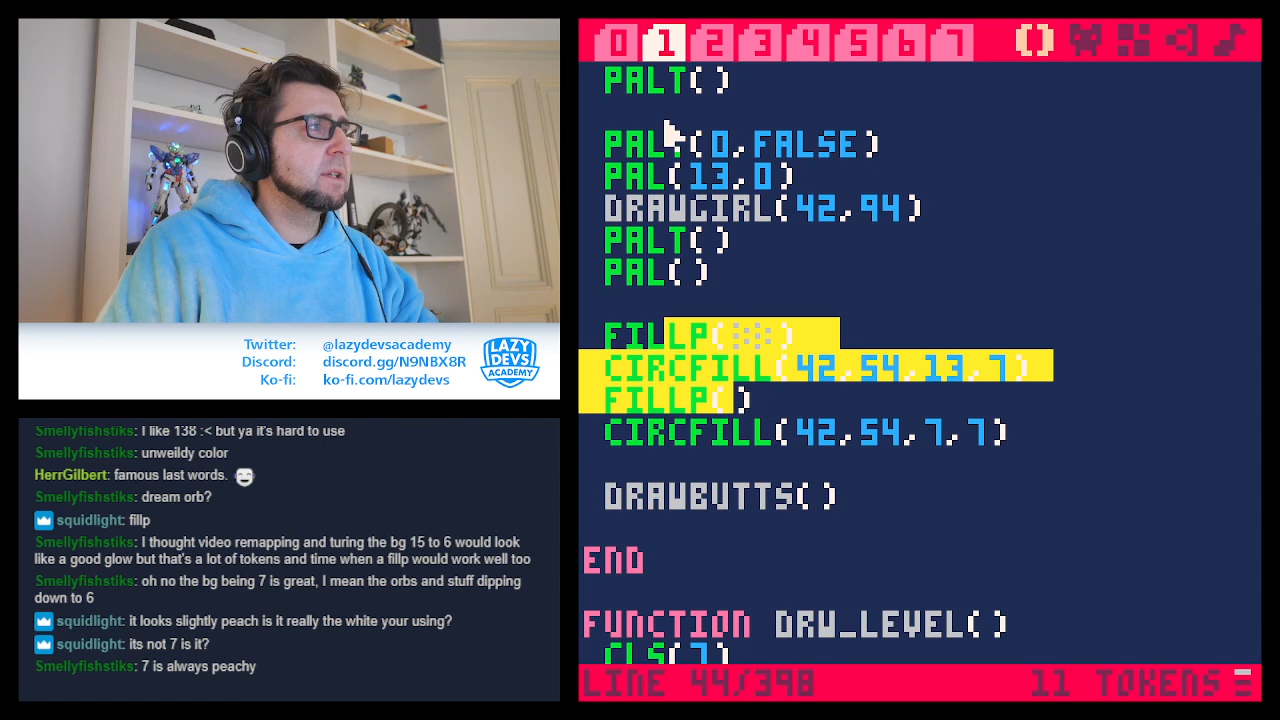 Twitter: @lazydevsacademy
Discord: discord.gg/N9NBX8R
Ko-fi: ko-fi.com/lazydevs
LAZY
DEVS
ACADEMY
Smellyfishstiks: I like 138 :< but ya it's hard to use
Smellyfishstiks: unweildy color
HerrGilbert: famous last words.
Smellyfishstiks: dream orb?
squidlight: fillp
Smellyfishstiks: I thought video remapping and turing the bg 15 to 6 would look
like a good glow but that's a lot of tokens and time when a fillp would work well too
Smellyfishstiks: oh no the bg being 7 is great, I mean the orbs and stuff dipping
down to 6
squidlight: it looks slightly peach is it really the white your using?
squidlight: its not 7 is it?
Smellyfishstiks: 7 is always peachy
0 1 2 3 4 5 6 7 ()
PALT()
PALT(0,FALSE)
PAL(13,0)
DRAWGIRL(42,94)
PALT()
PAL()
FILLP(░)
CIRCFILL(42,54,13,7)
FILLP()
CIRCFILL(42,54,7,7)
DRAWBUTTS()
END
FUNCTION DRW_LEVEL()
CLS(7)
LINE 44/398 11 TOKENS